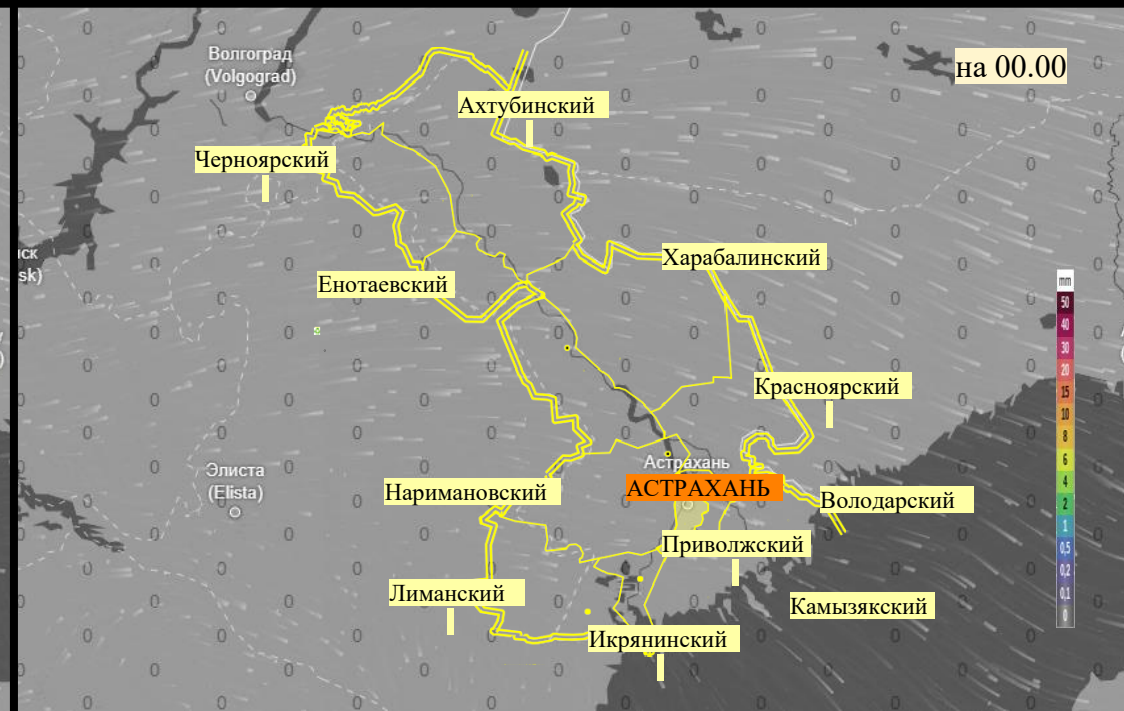 Волгоград
(Volgograd)
на 00.00
Ахтубинский
Черноярский
Харабалинский
Енотаевский
mm
50
40
30
20
15
10
8
6
4
2
1
0,5
0,2
0,1
0
Красноярский
Элиста
(Elista)
Астрахань
АСТРАХАНЬ
Наримановский
Володарский
Приволжский
Лиманский
Камызякский
Икрянинский